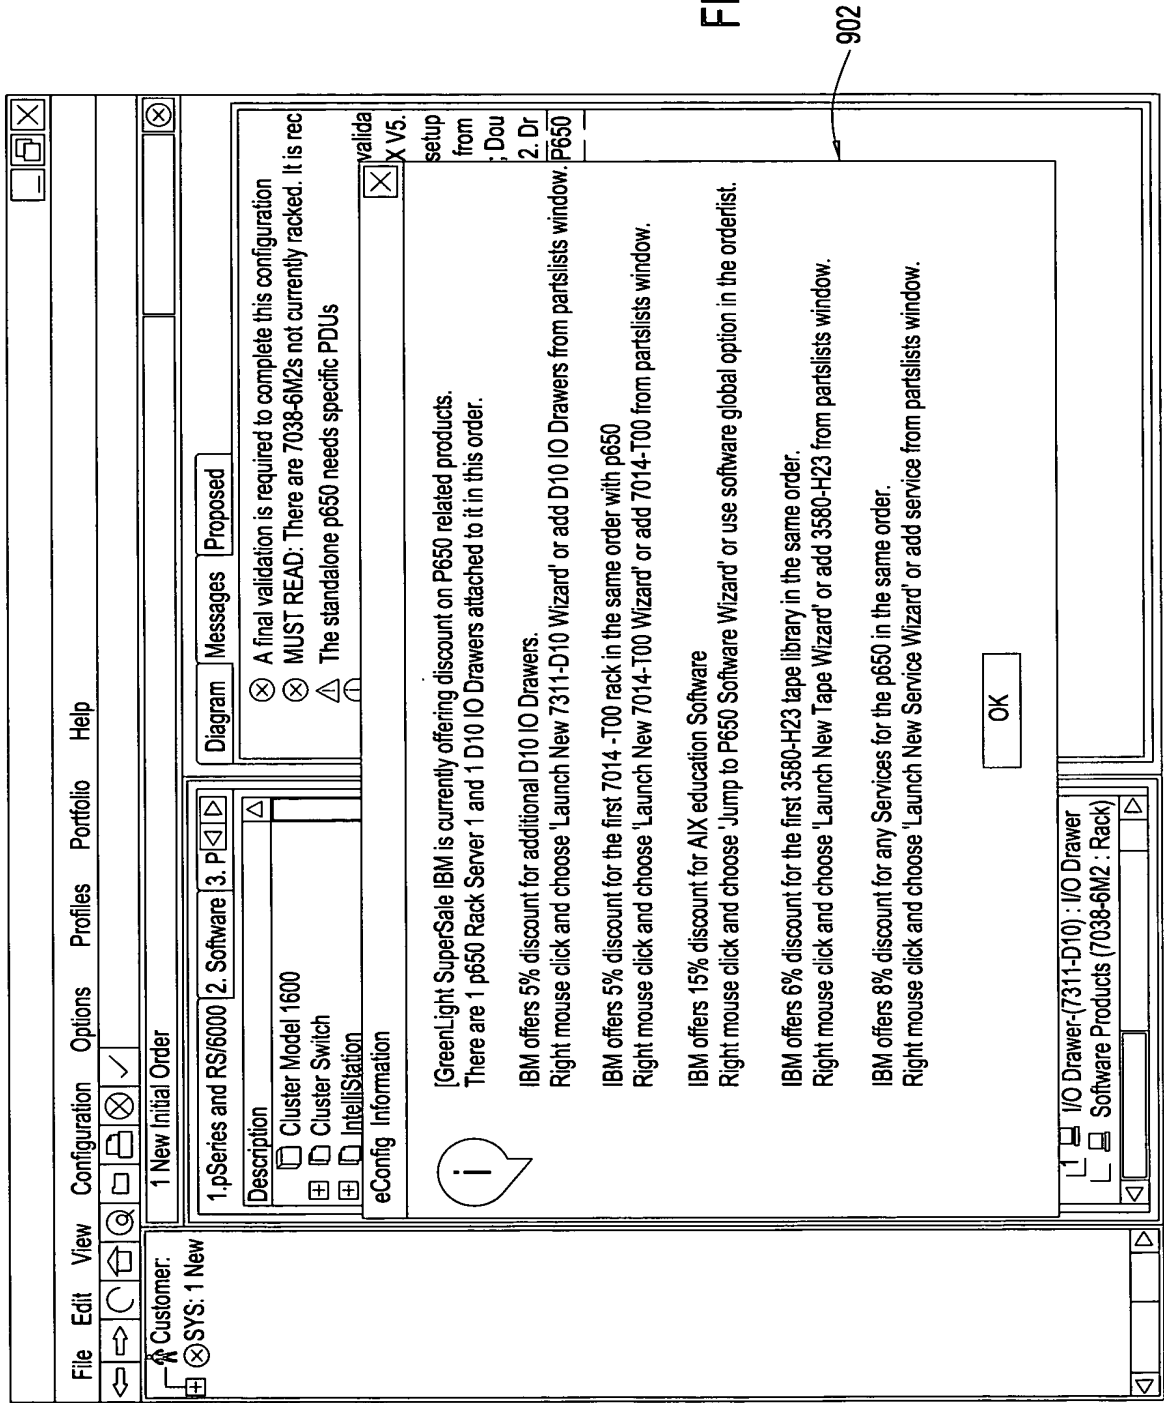 File Edit View Configuration Options Profiles Portfolio Help
Customer:
SYS: 1 New
1 New Initial Order
1.pSeries and RS/6000 2. Software 3. P
Description
Cluster Model 1600
Cluster Switch
IntelliStation
Diagram Messages Proposed
A final validation is required to complete this configuration
MUST READ: There are 7038-6M2s not currently racked. It is rec
The standalone p650 needs specific PDUs
valida
X V5.
setup
from
; Dou
2. Dr
P650
eConfig Information
[GreenLight SuperSale IBM is currently offering discount on P650 related products.
There are 1 p650 Rack Server 1 and 1 D10 IO Drawers attached to it in this order.
IBM offers 5% discount for additional D10 IO Drawers.
Right mouse click and choose 'Launch New 7311-D10 Wizard' or add D10 IO Drawers from partslists window.
IBM offers 5% discount for the first 7014 -T00 rack in the same order with p650
Right mouse click and choose 'Launch New 7014-T00 Wizard' or add 7014-T00 from partslists window.
IBM offers 15% discount for AIX education Software
Right mouse click and choose 'Jump to P650 Software Wizard' or use software global option in the orderlist.
IBM offers 6% discount for the first 3580-H23 tape library in the same order.
Right mouse click and choose 'Launch New Tape Wizard' or add 3580-H23 from partslists window.
IBM offers 8% discount for any Services for the p650 in the same order.
Right mouse click and choose 'Launch New Service Wizard' or add service from partslists window.
OK
I/O Drawer-(7311-D10) : I/O Drawer
Software Products (7038-6M2 : Rack)
902